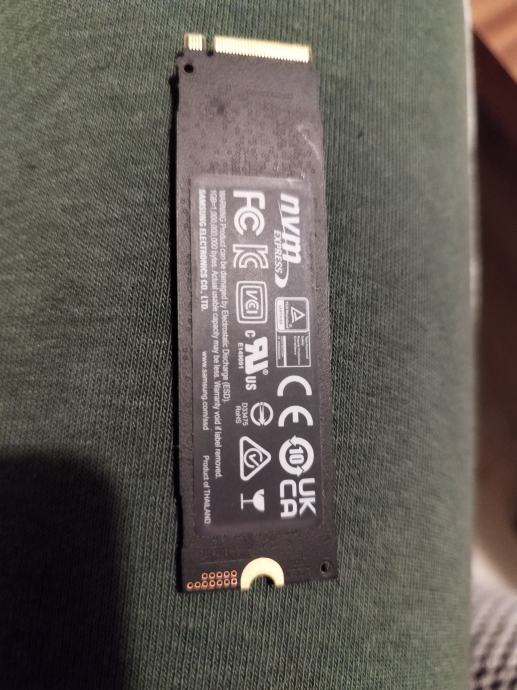 nvm
EXPRESS
FC
VCI
C
US
E149091
D33475
RoHS
CE
10
UK
CA
WARNING: Product can be damaged by Electrostatic Discharge (ESD).
1GB=1,000,000,000 bytes. Actual usable capacity may be less. Warranty void if label removed.
SAMSUNG ELECTRONICS CO., LTD.
www.samsung.com/ssd
Product of THAILAND